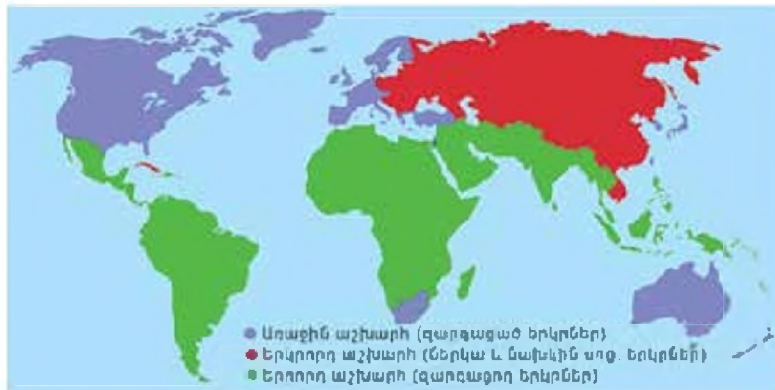 Առաջին աշխարհ (զարգացած երկրներ)
Երկրորդ աշխարհ (ներկա և նախկին սոց. երկրներ)
Երրորդ աշխարհ (զարգացող երկրներ)